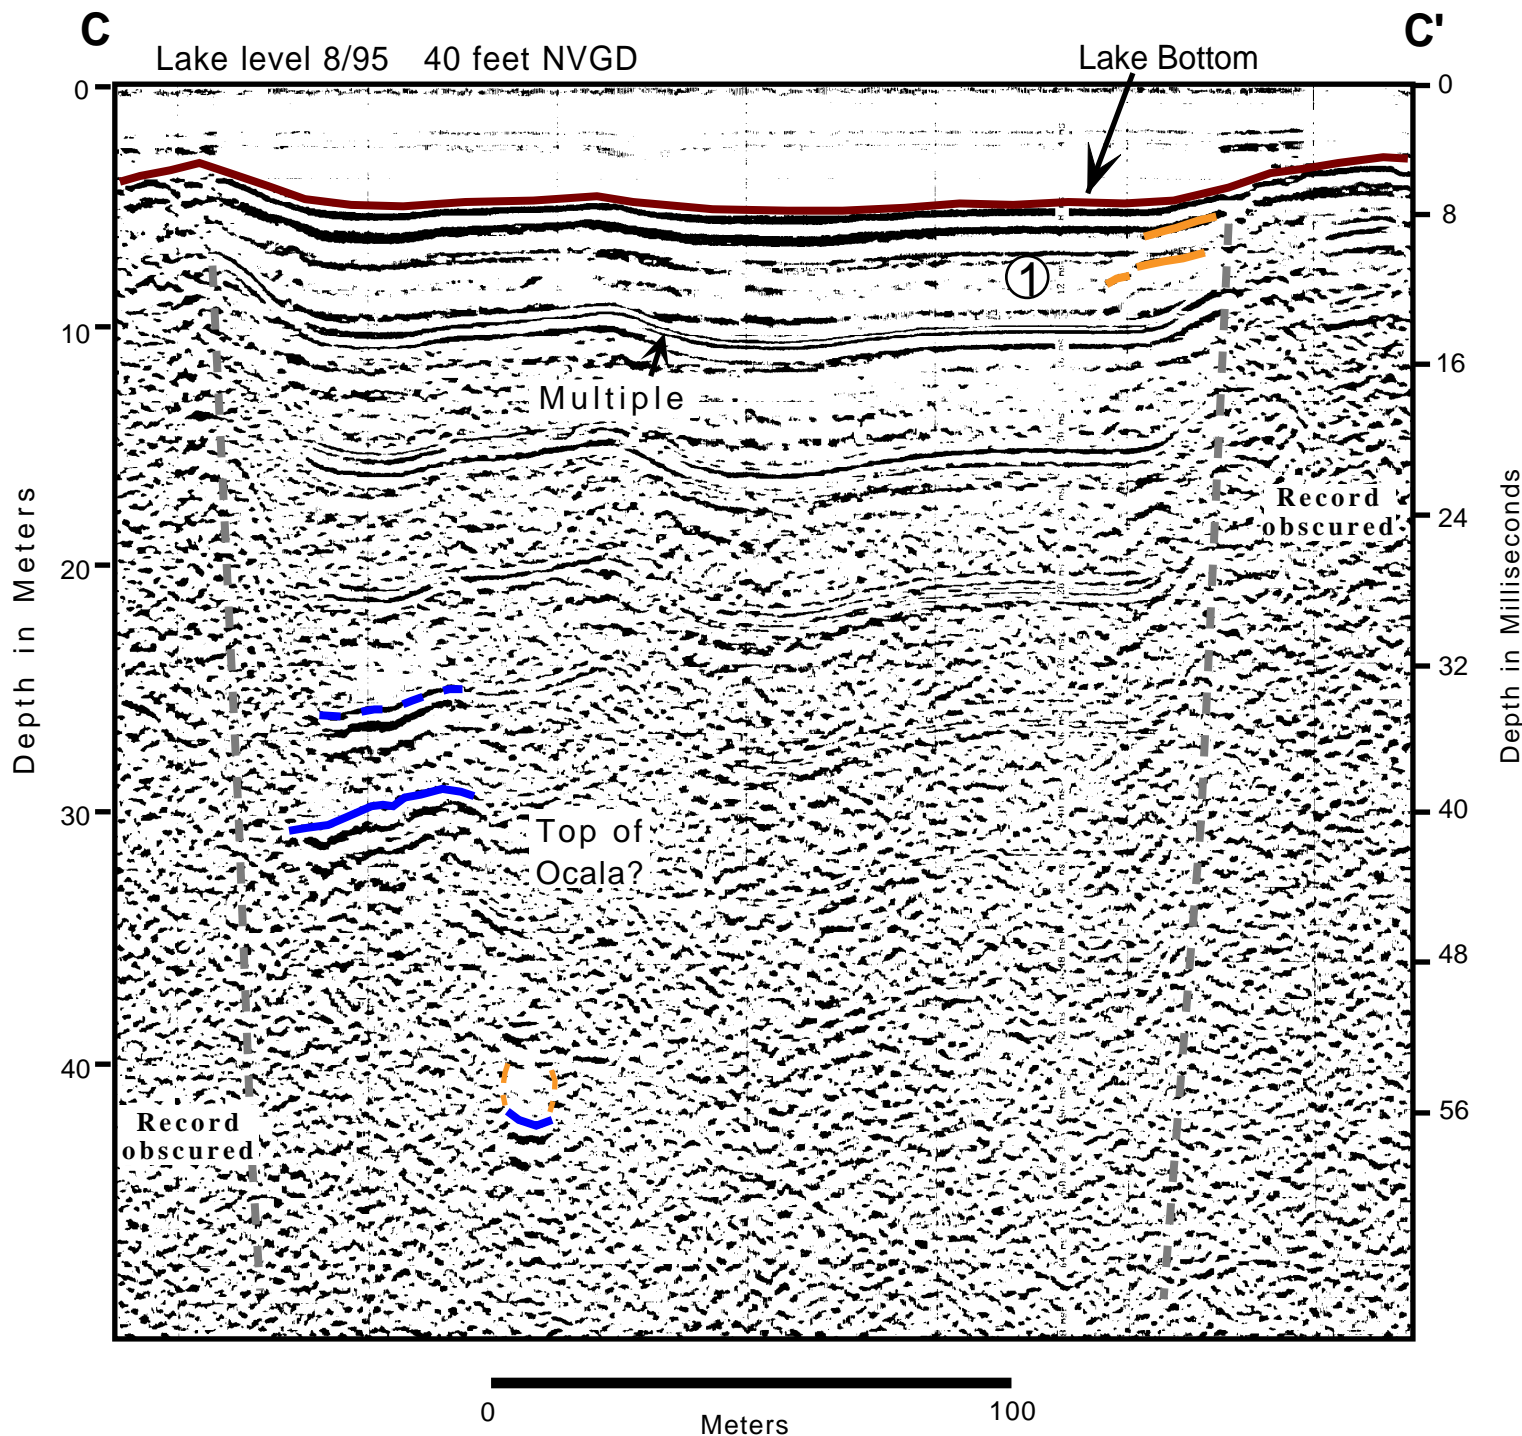 C C'
Lake level 8/95 40 feet NVGD
Lake Bottom
0
10
20
30
40
Depth in Meters
0
8
16
24
32
40
48
56
Depth in Milliseconds
1
Multiple
Record
obscured
Top of
Ocala?
Record
obscured
0 100
Meters